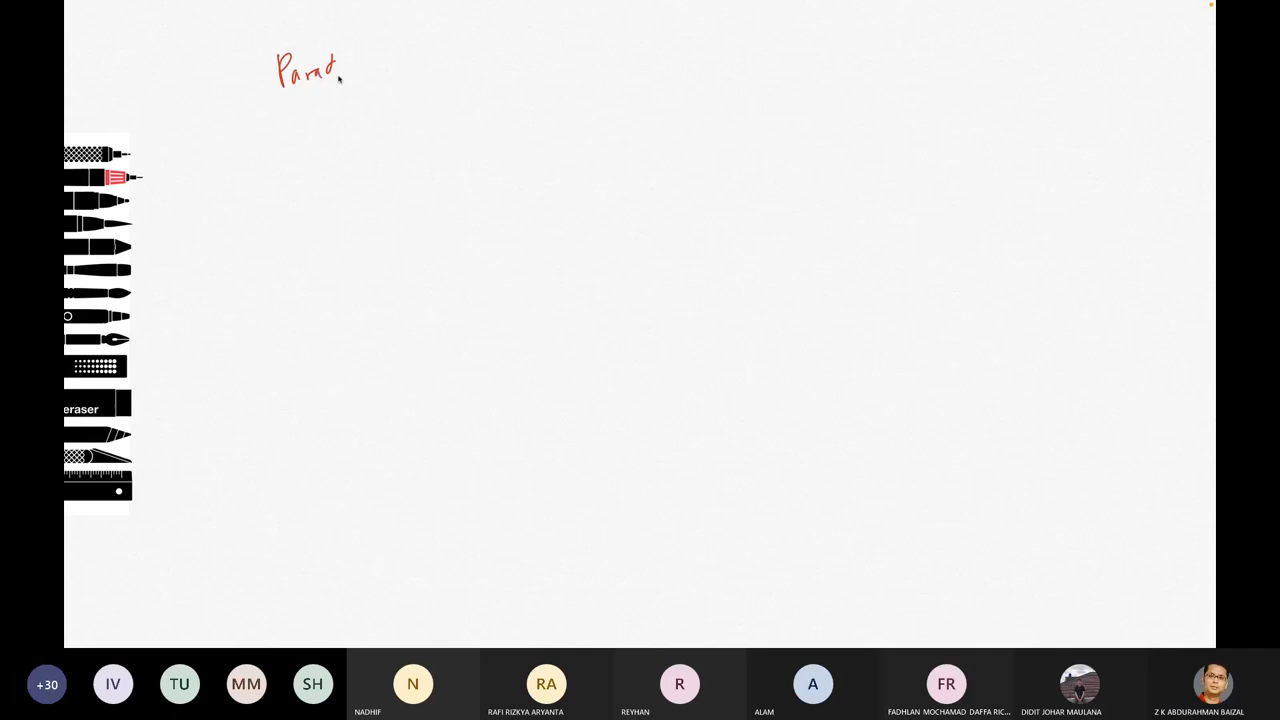 Parad
eraser
+30
IV
TU
MM
SH
N
RA
R
A
FR
NADHIF
RAFI RIZKYA ARYANTA
REYHAN
ALAM
FADHLAN MOCHAMAD DAFFA RIC...
DIDIT JOHAR MAULANA
Z K ABDURAHMAN BAIZAL